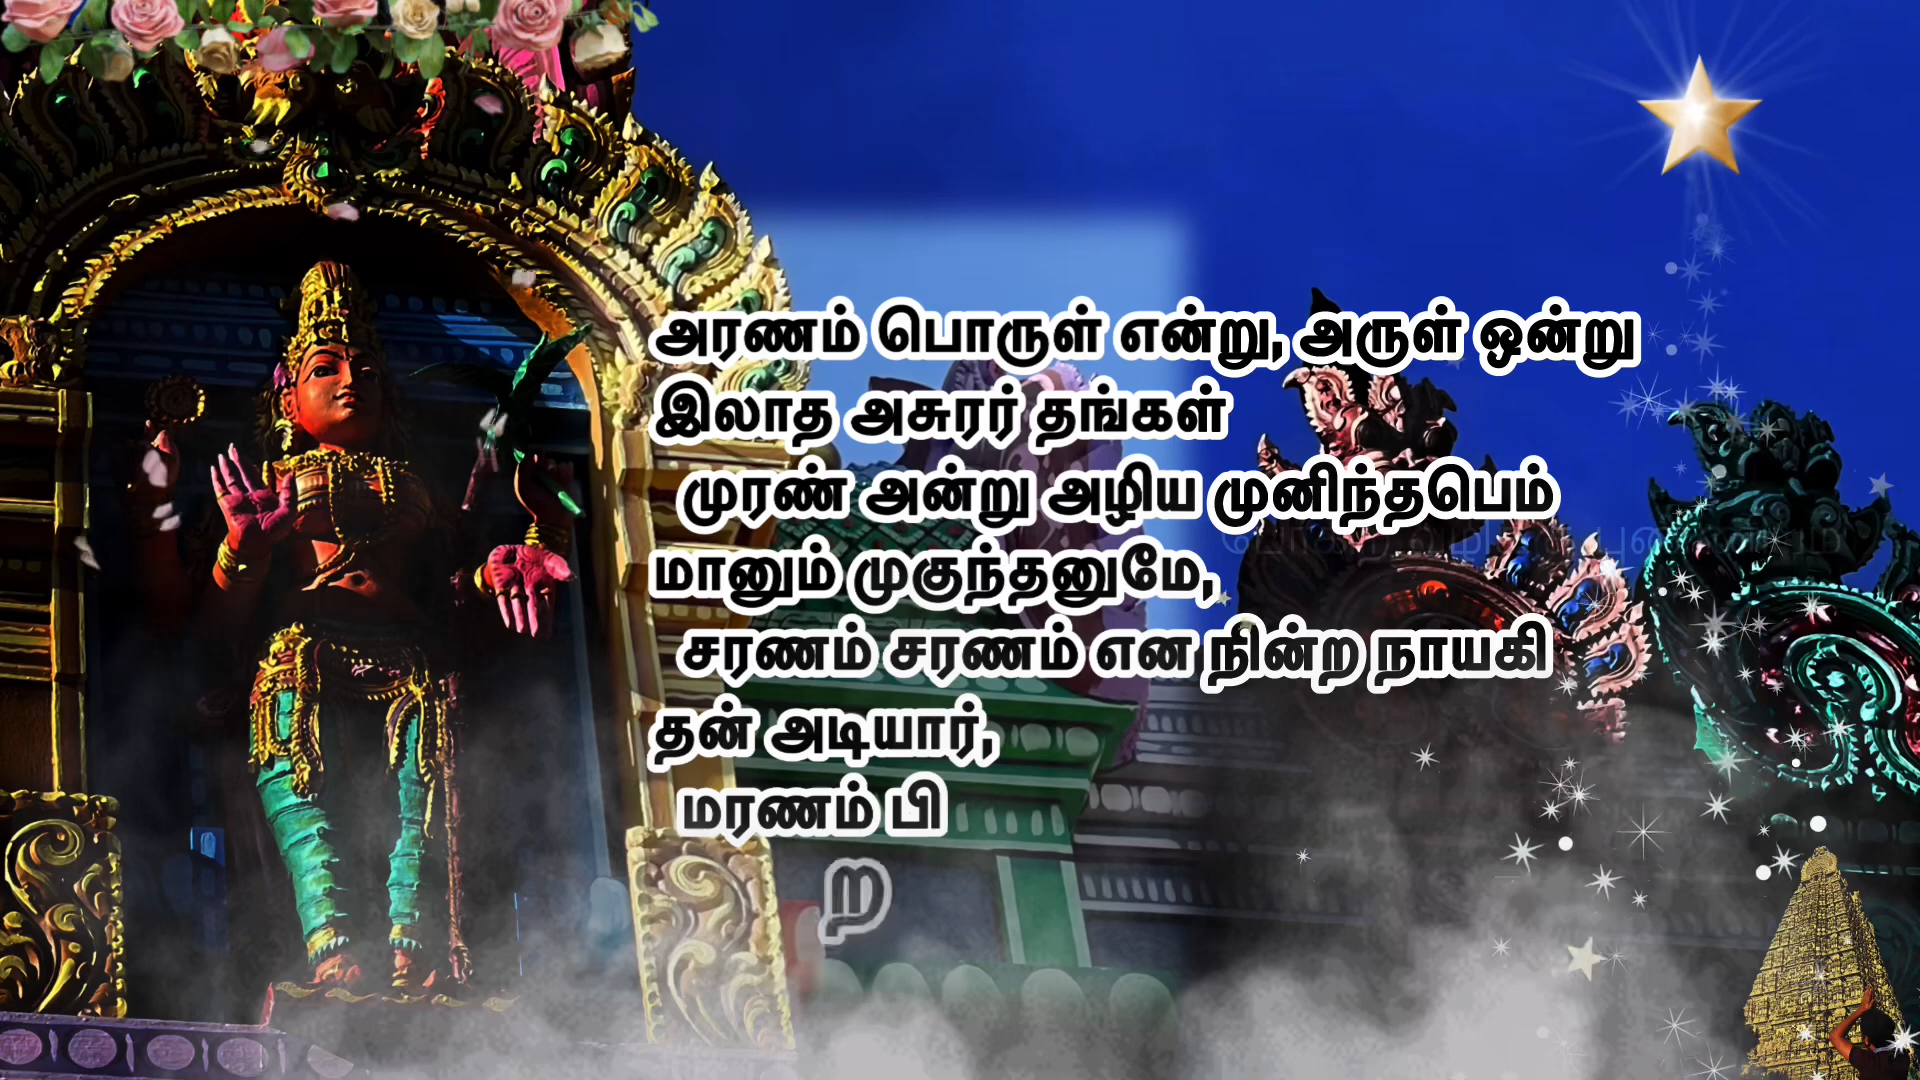 அரணம் பொருள் என்று, அருள் ஒன்று
இலாத அசுரர் தங்கள்
முரண் அன்று அழிய முனிந்தபெம்
மானும் முகுந்தனுமே,
சரணம் சரணம் என நின்ற நாயகி
தன் அடியார்,
மரணம் பி
ற